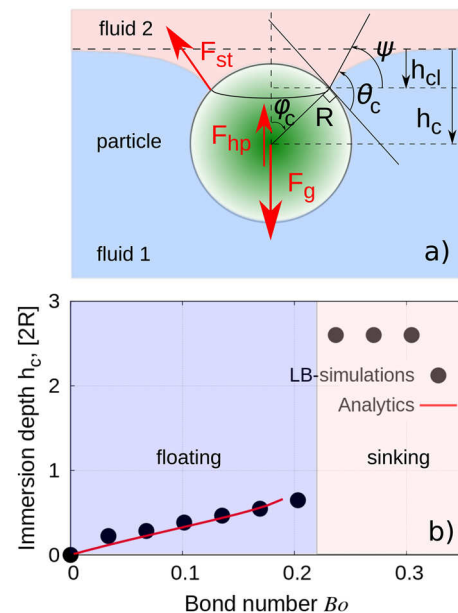 fluid 2
F_st
ψ
h_cl
θ_c
h_c
φ_c
R
particle
F_hp
F_g
fluid 1
a)
3
2
1
0
Immersion depth h_c, [2R]
LB-simulations
Analytics
floating
sinking
b)
0
0.1
0.2
0.3
Bond number Bo